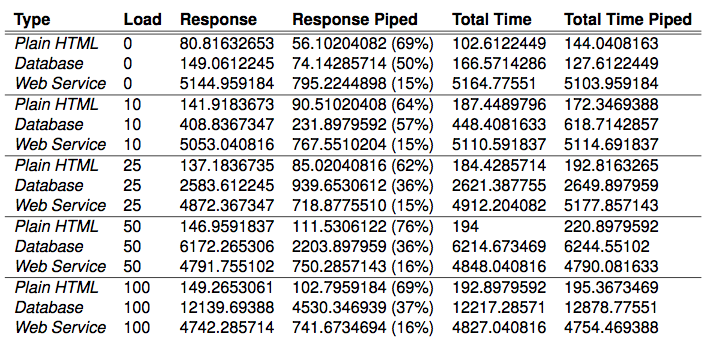 Type Load Response Response Piped Total Time Total Time Piped
Plain HTML 0 80.81632653 56.10204082 (69%) 102.6122449 144.0408163
Database 0 149.0612245 74.14285714 (50%) 166.5714286 127.6122449
Web Service 0 5144.959184 795.2244898 (15%) 5164.77551 5103.959184
Plain HTML 10 141.9183673 90.51020408 (64%) 187.4489796 172.3469388
Database 10 408.8367347 231.8979592 (57%) 448.4081633 618.7142857
Web Service 10 5053.040816 767.5510204 (15%) 5110.591837 5114.691837
Plain HTML 25 137.1836735 85.02040816 (62%) 184.4285714 192.8163265
Database 25 2583.612245 939.6530612 (36%) 2621.387755 2649.897959
Web Service 25 4872.367347 718.8775510 (15%) 4912.204082 5177.857143
Plain HTML 50 146.9591837 111.5306122 (76%) 194 220.8979592
Database 50 6172.265306 2203.897959 (36%) 6214.673469 6244.55102
Web Service 50 4791.755102 750.2857143 (16%) 4848.040816 4790.081633
Plain HTML 100 149.2653061 102.7959184 (69%) 192.8979592 195.3673469
Database 100 12139.69388 4530.346939 (37%) 12217.28571 12878.77551
Web Service 100 4742.285714 741.6734694 (16%) 4827.040816 4754.469388